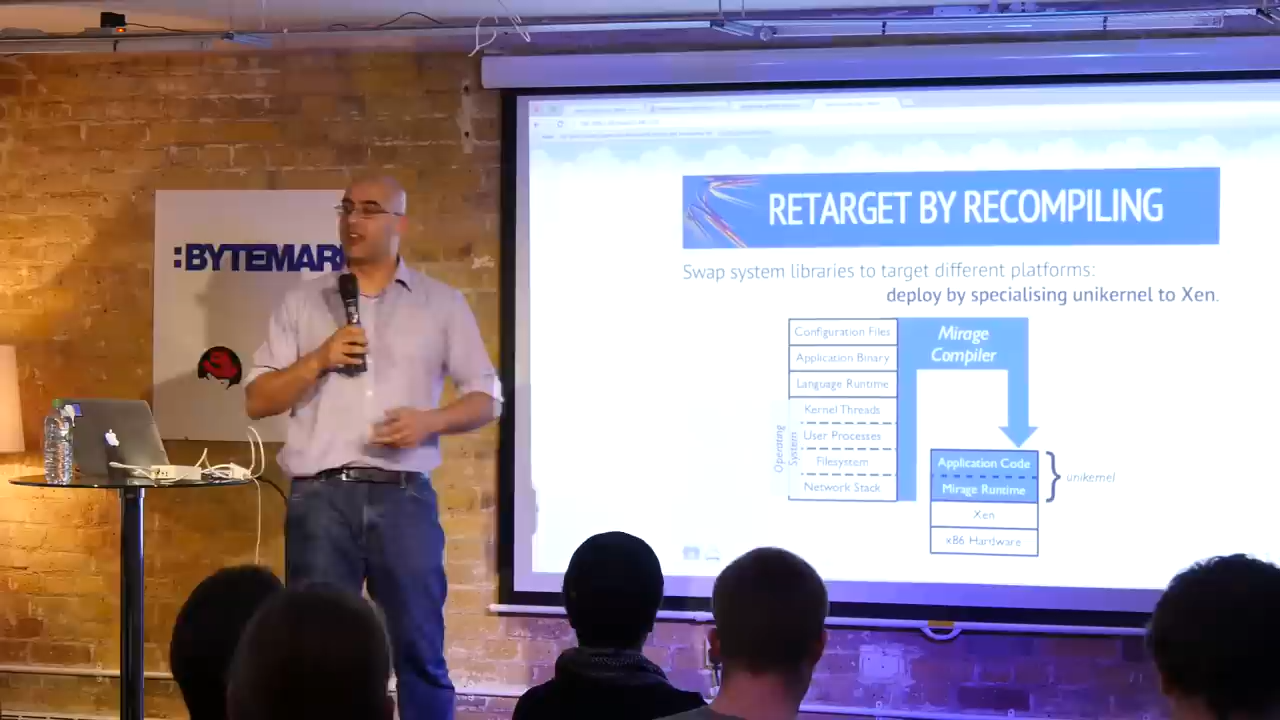 :BYTEMAR
RETARGET BY RECOMPILING
Swap system libraries to target different platforms:
deploy by specialising unikernel to Xen.
Configuration Files
Application Binary
Language Runtime
Kernel Threads
User Processes
Filesystem
Network Stack
Operating
System
Mirage
Compiler
Application Code
Mirage Runtime
Xen
x86 Hardware
unikernel